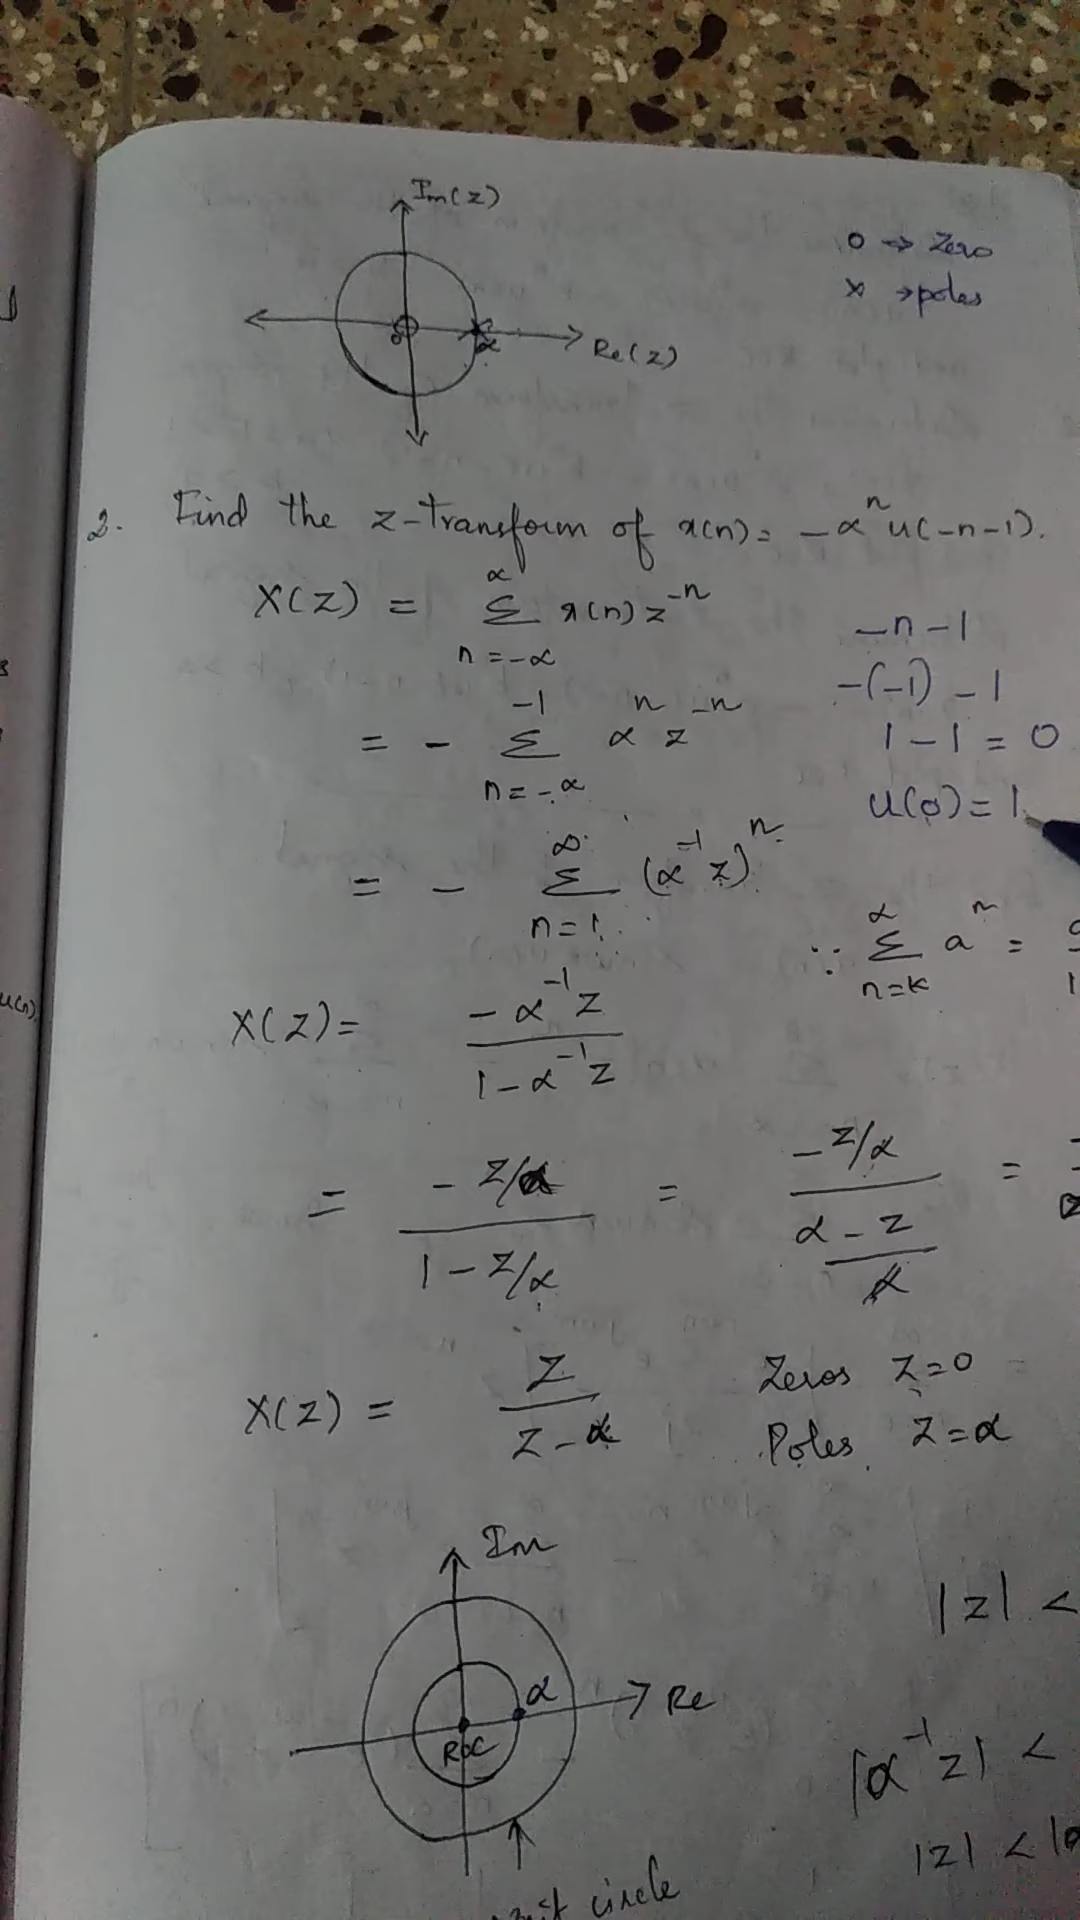 Im(z)
o → Zero
x → poles
o α Re(z)
2. Find the z-transform of x(n) = -α^n u(-n-1).
X(z) = Σ_{n=-α}^{α} x(n) z^{-n}
-n-1
= - Σ_{n=-α}^{-1} α^n z^{-n}
-(-1) -1
1-1 = 0
u(0) = 1
= - Σ_{n=1}^{∞} (α^{-1} z)^n
∵ Σ_{n=k}^{α} a^n =
X(z) = -α^{-1}z / 1-α^{-1}z
= - z/α / 1 - z/α = - z/α / (α - z / α) =
X(z) = z / z-α
Zeros z=0
Poles z=α
Im
|z| <
α Re
ROC
|α^{-1}z| <
|z| <
circle
u(n)